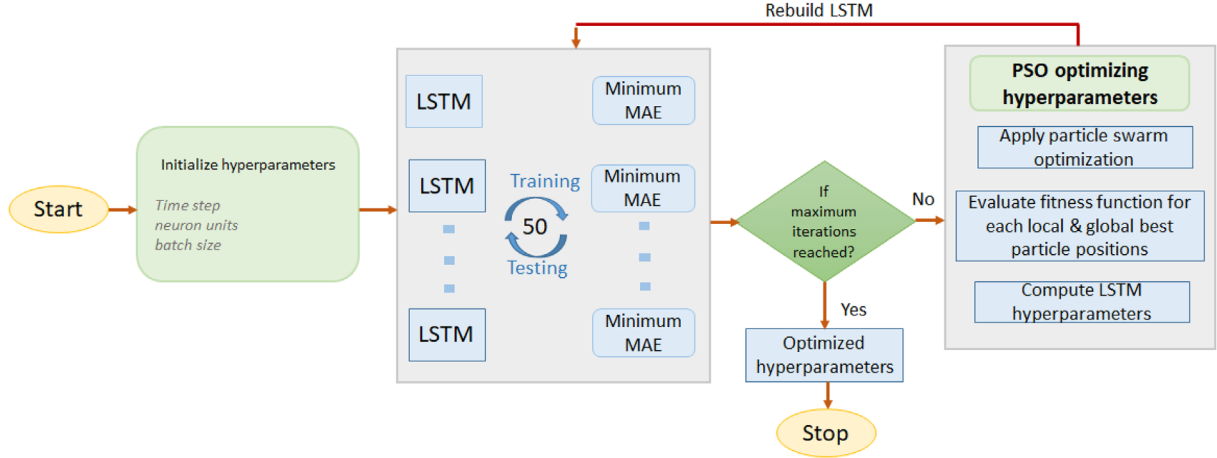 Rebuild LSTM
Start
Initialize hyperparameters
Time step
neuron units
batch size
LSTM
Minimum
MAE
LSTM
Training
50
Testing
Minimum
MAE
LSTM
Minimum
MAE
If
maximum
iterations
reached?
No
Yes
Optimized
hyperparameters
Stop
PSO optimizing
hyperparameters
Apply particle swarm
optimization
Evaluate fitness function for
each local & global best
particle positions
Compute LSTM
hyperparameters